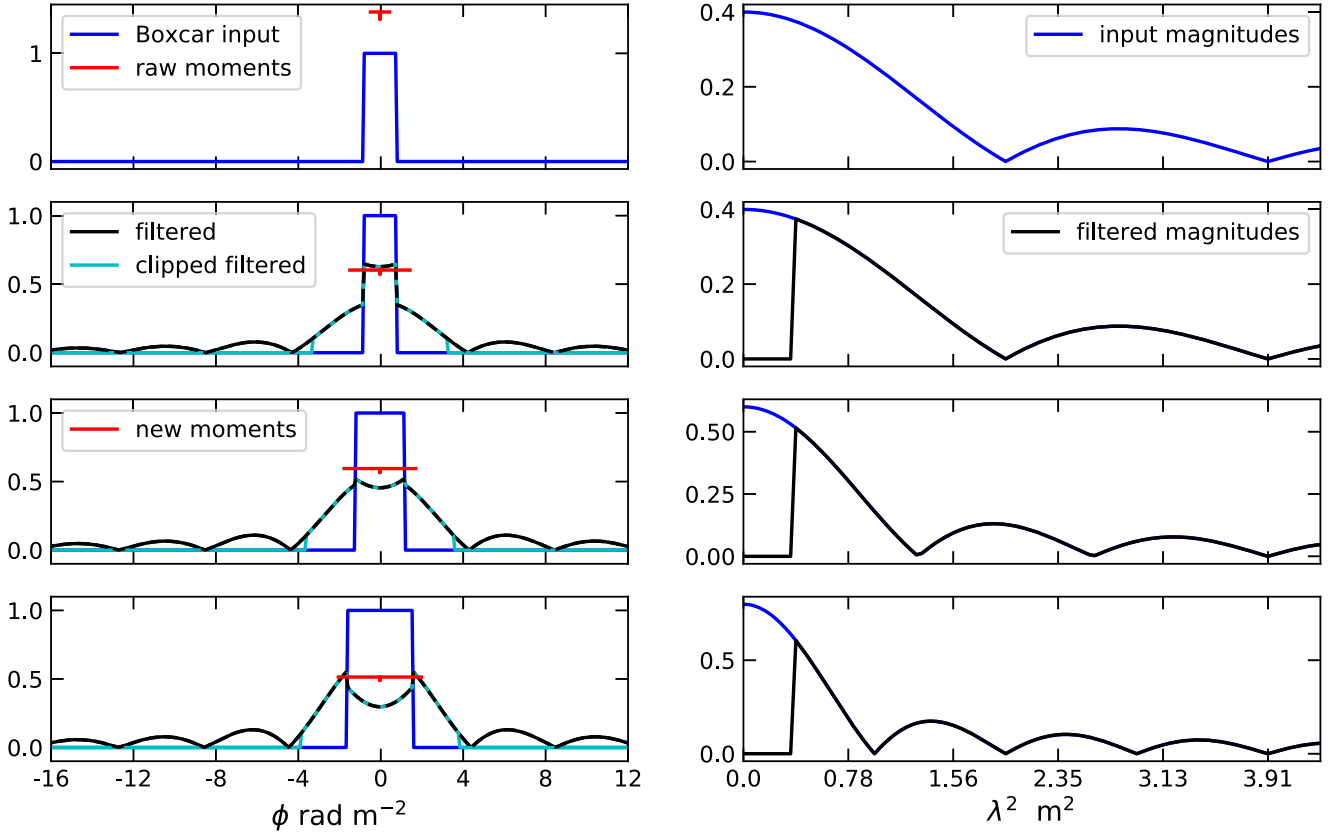 1
0
Boxcar input
raw moments
0.4
0.2
0.0
input magnitudes
1.0
0.5
0.0
filtered
clipped filtered
0.4
0.2
0.0
filtered magnitudes
1.0
0.5
0.0
new moments
0.50
0.25
0.00
1.0
0.5
0.0
-16 -12 -8 -4 0 4 8 12
ϕ rad m⁻²
0.5
0.0
0.0 0.78 1.56 2.35 3.13 3.91
λ² m²